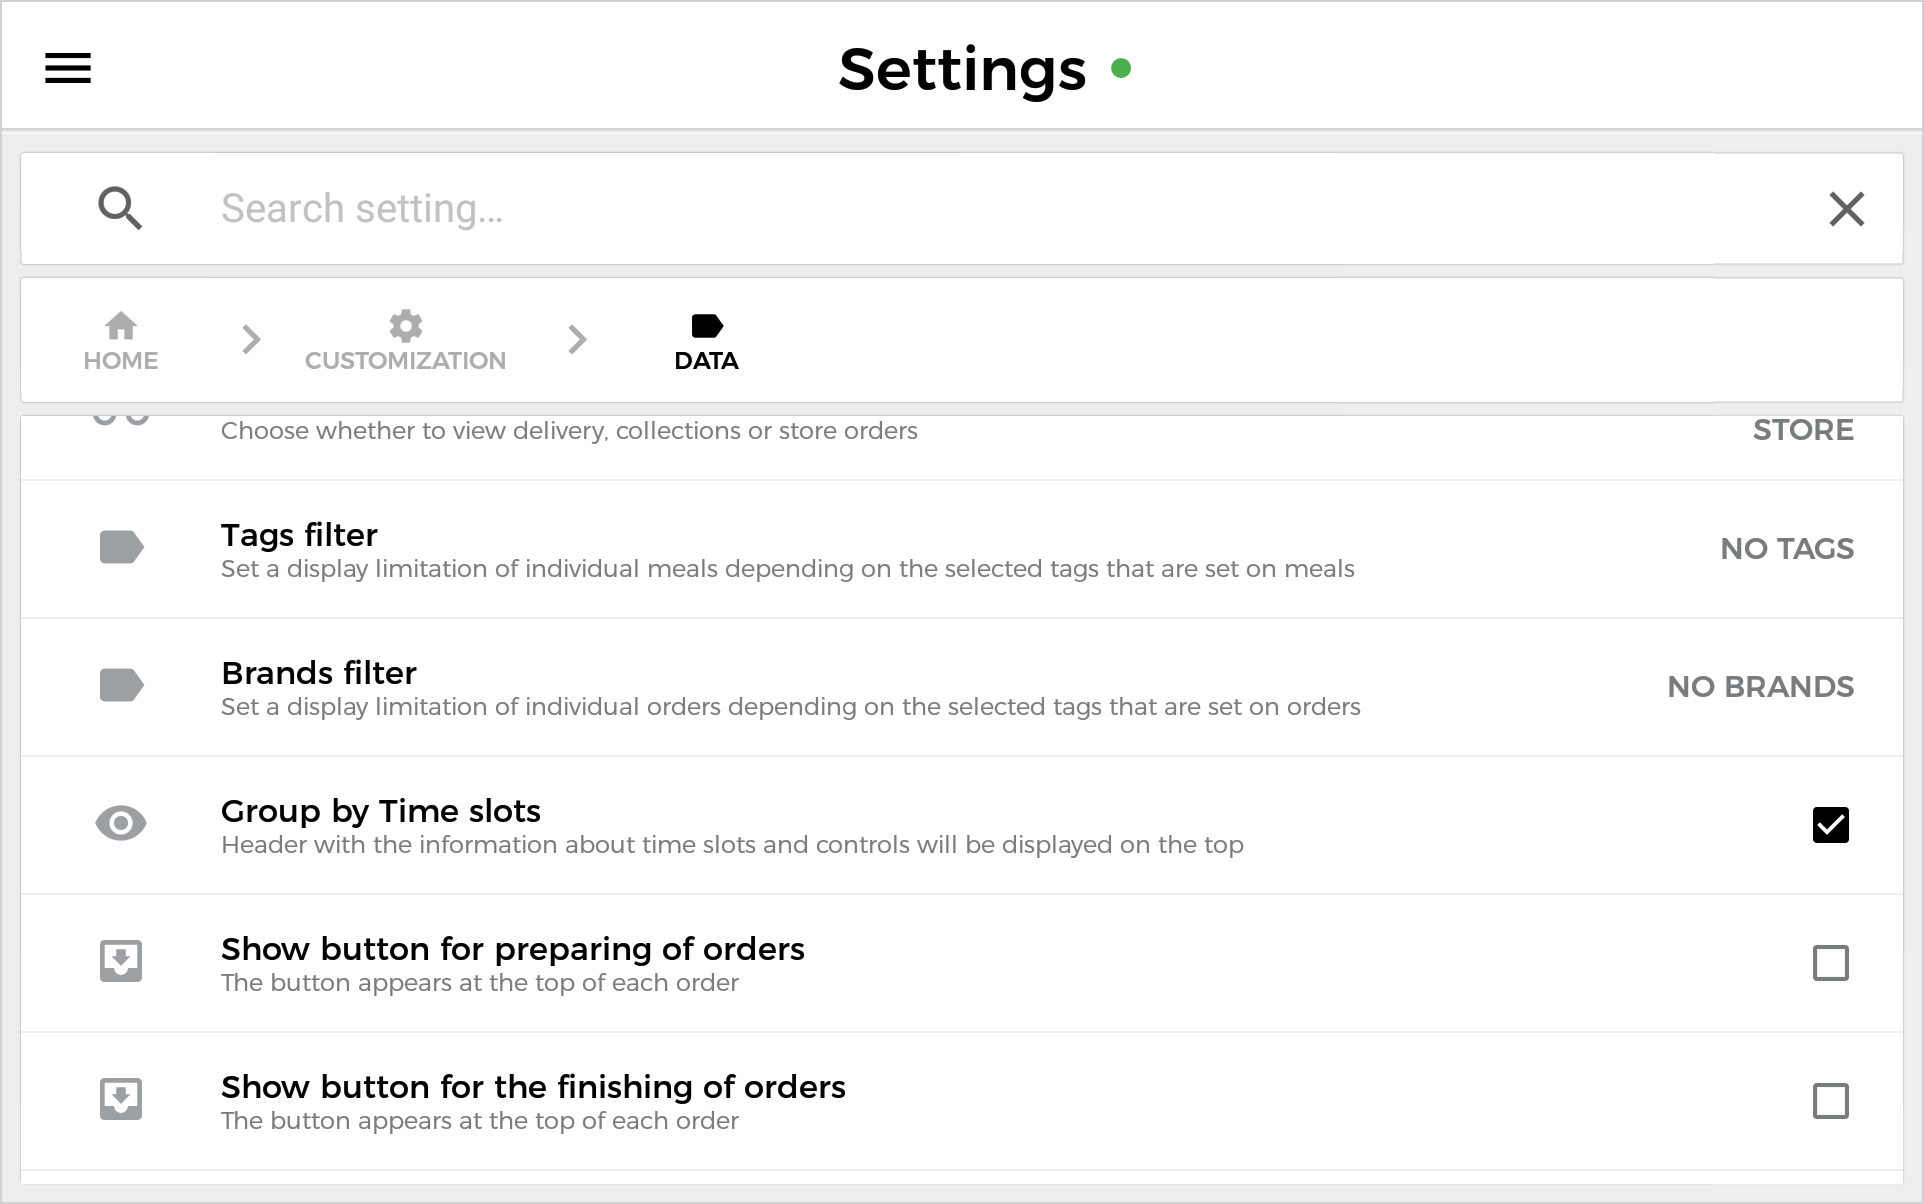 Settings
Search setting...
HOME
CUSTOMIZATION
DATA
Choose whether to view delivery, collections or store orders
STORE
Tags filter
NO TAGS
Set a display limitation of individual meals depending on the selected tags that are set on meals
Brands filter
NO BRANDS
Set a display limitation of individual orders depending on the selected tags that are set on orders
Group by Time slots
Header with the information about time slots and controls will be displayed on the top
Show button for preparing of orders
The button appears at the top of each order
Show button for the finishing of orders
The button appears at the top of each order